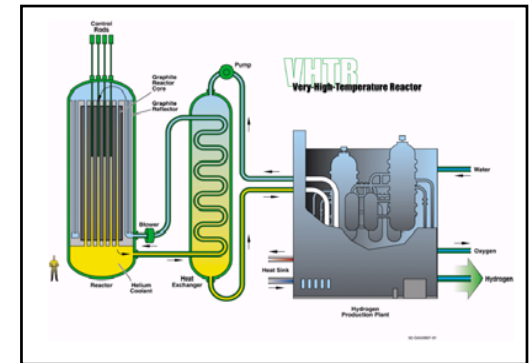 Control
Rods
Graphite
Reactor
Core
Graphite
Reflector
Pump
VHTR
Very-High-Temperature Reactor
Blower
Water
Oxygen
Hydrogen
Heat Sink
Heat
Exchanger
Reactor
Helium
Coolant
Hydrogen
Production Plant